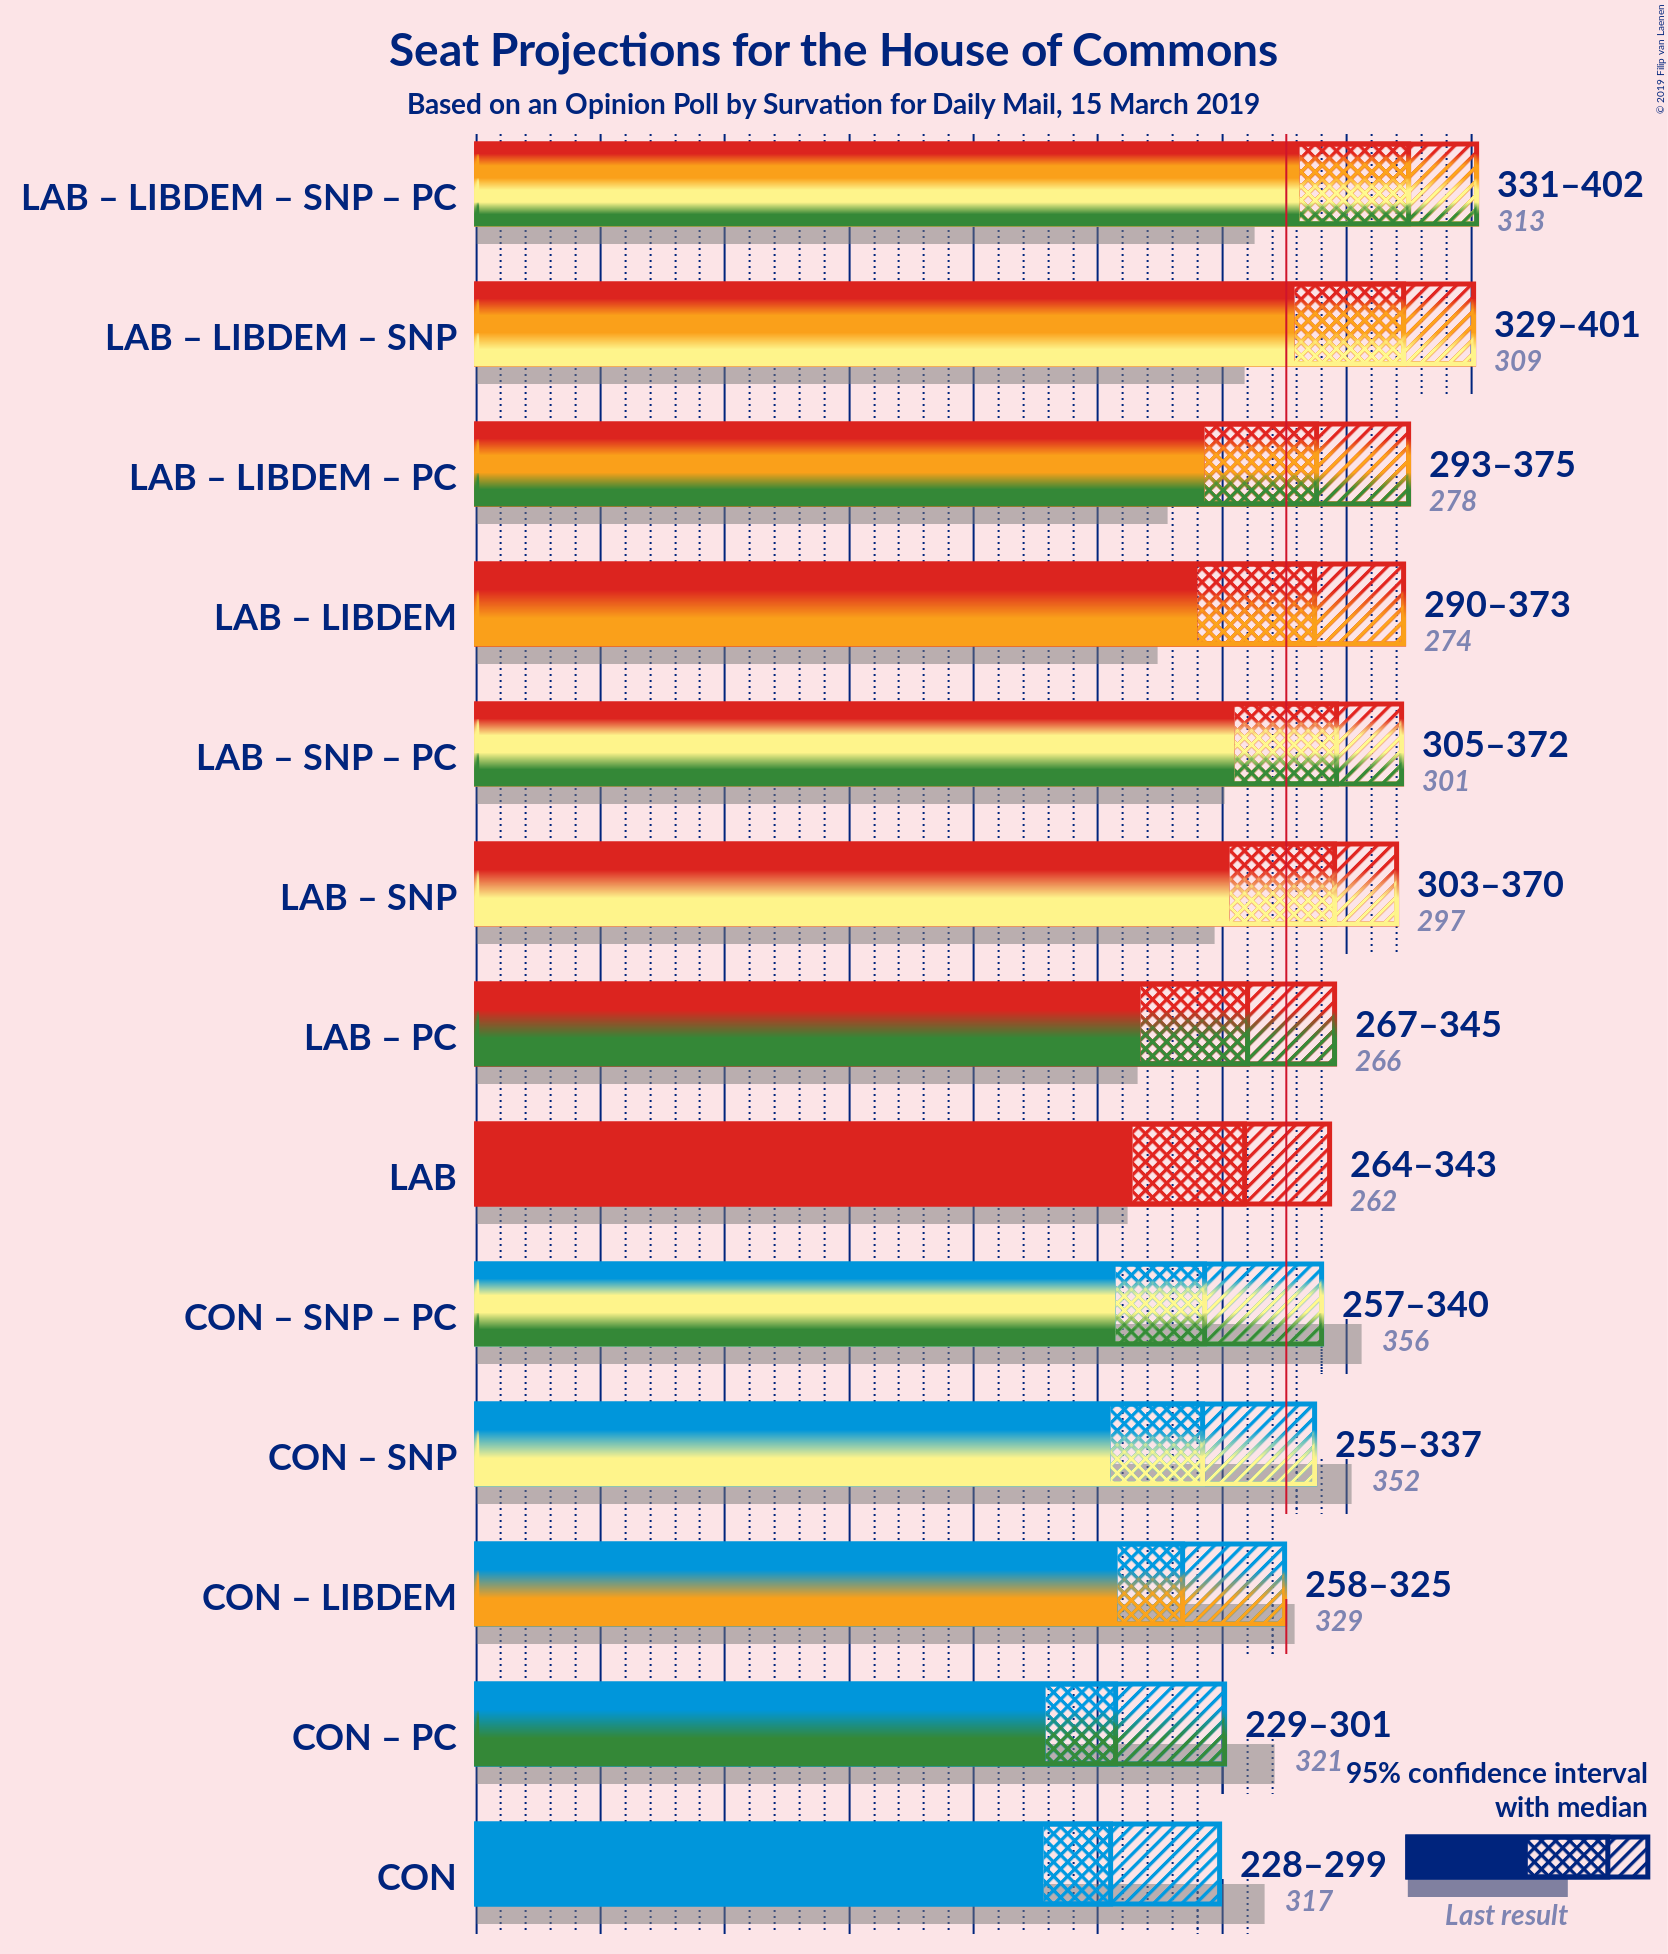 Seat Projections for the House of Commons
Based on an Opinion Poll by Survation for Daily Mail, 15 March 2019
© 2019 Filip van Laenen
LAB – LIBDEM – SNP – PC
331–402
313
LAB – LIBDEM – SNP
329–401
309
LAB – LIBDEM – PC
293–375
278
LAB – LIBDEM
290–373
274
LAB – SNP – PC
305–372
301
LAB – SNP
303–370
297
LAB – PC
267–345
266
LAB
264–343
262
CON – SNP – PC
257–340
356
CON – SNP
255–337
352
CON – LIBDEM
258–325
329
CON – PC
229–301
321
CON
228–299
317
95% confidence interval
with median
Last result